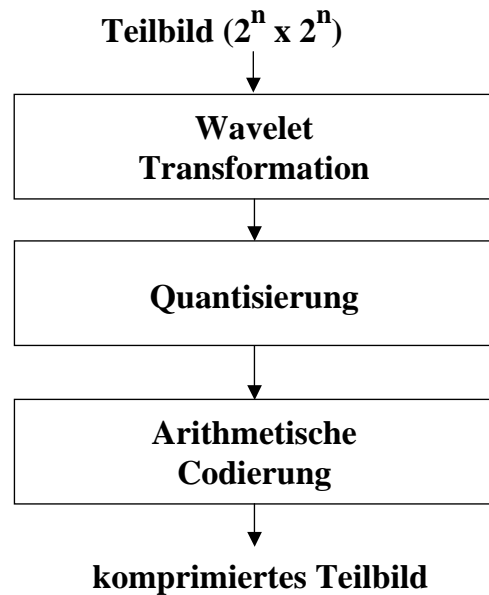 Teilbild (2ⁿ x 2ⁿ)
Wavelet
Transformation
Quantisierung
Arithmetische
Codierung
komprimiertes Teilbild